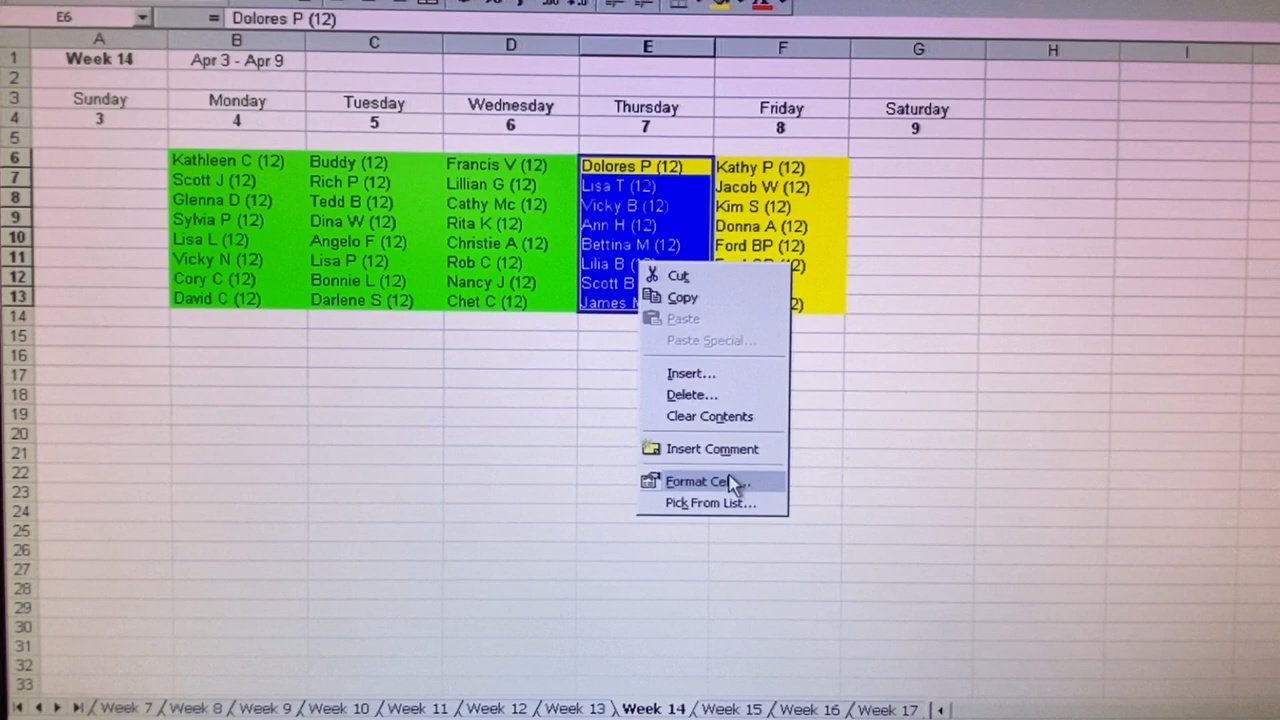 E6 = Dolores P (12)
A B C D E F G H I
1 Week 14 Apr 3 - Apr 9
2
3 Sunday Monday Tuesday Wednesday Thursday Friday Saturday
4 3 4 5 6 7 8 9
5
6 Kathleen C (12) Buddy (12) Francis V (12) Dolores P (12) Kathy P (12)
7 Scott J (12) Rich P (12) Lillian G (12) Lisa T (12) Jacob W (12)
8 Glenna D (12) Tedd B (12) Cathy Mc (12) Vicky B (12) Kim S (12)
9 Sylvia P (12) Dina W (12) Rita K (12) Ann H (12) Donna A (12)
10 Lisa L (12) Angelo F (12) Christie A (12) Bettina M (12) Ford BP (12)
11 Vicky N (12) Lisa P (12) Rob C (12) Lilia B
12 Cory C (12) Bonnie L (12) Nancy J (12) Scott B
13 David C (12) Darlene S (12) Chet C (12) James
14
15
16
17
18
19
20
21
22
23
24
25
26
27
28
29
30
31
32
33
Cut
Copy
Paste
Paste Special...
Insert...
Delete...
Clear Contents
Insert Comment
Format
Pick From List...
Week 7 Week 8 Week 9 Week 10 Week 11 Week 12 Week 13 Week 14 Week 15 Week 16 Week 17